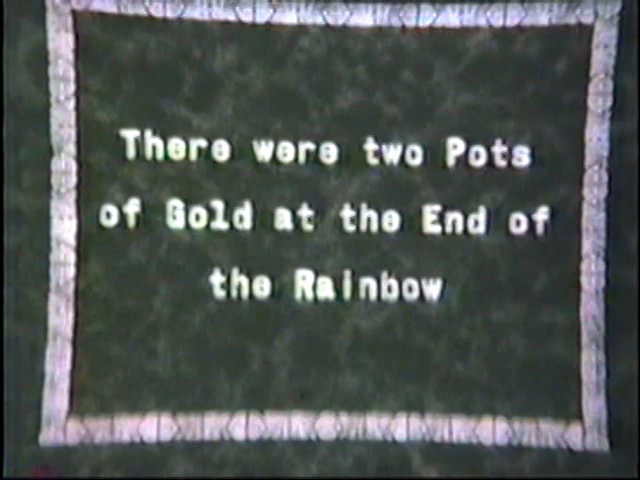 There were two Pots
of Gold at the End of
the Rainbow